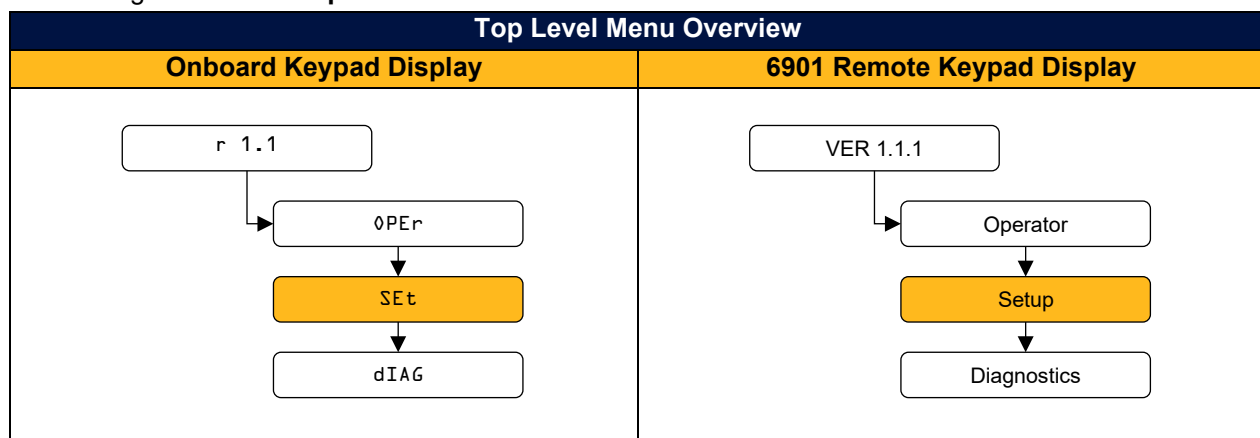 Top Level Menu Overview
Onboard Keypad Display
6901 Remote Keypad Display
r 1.1
OPEr
SEt
dIAG
VER 1.1.1
Operator
Setup
Diagnostics